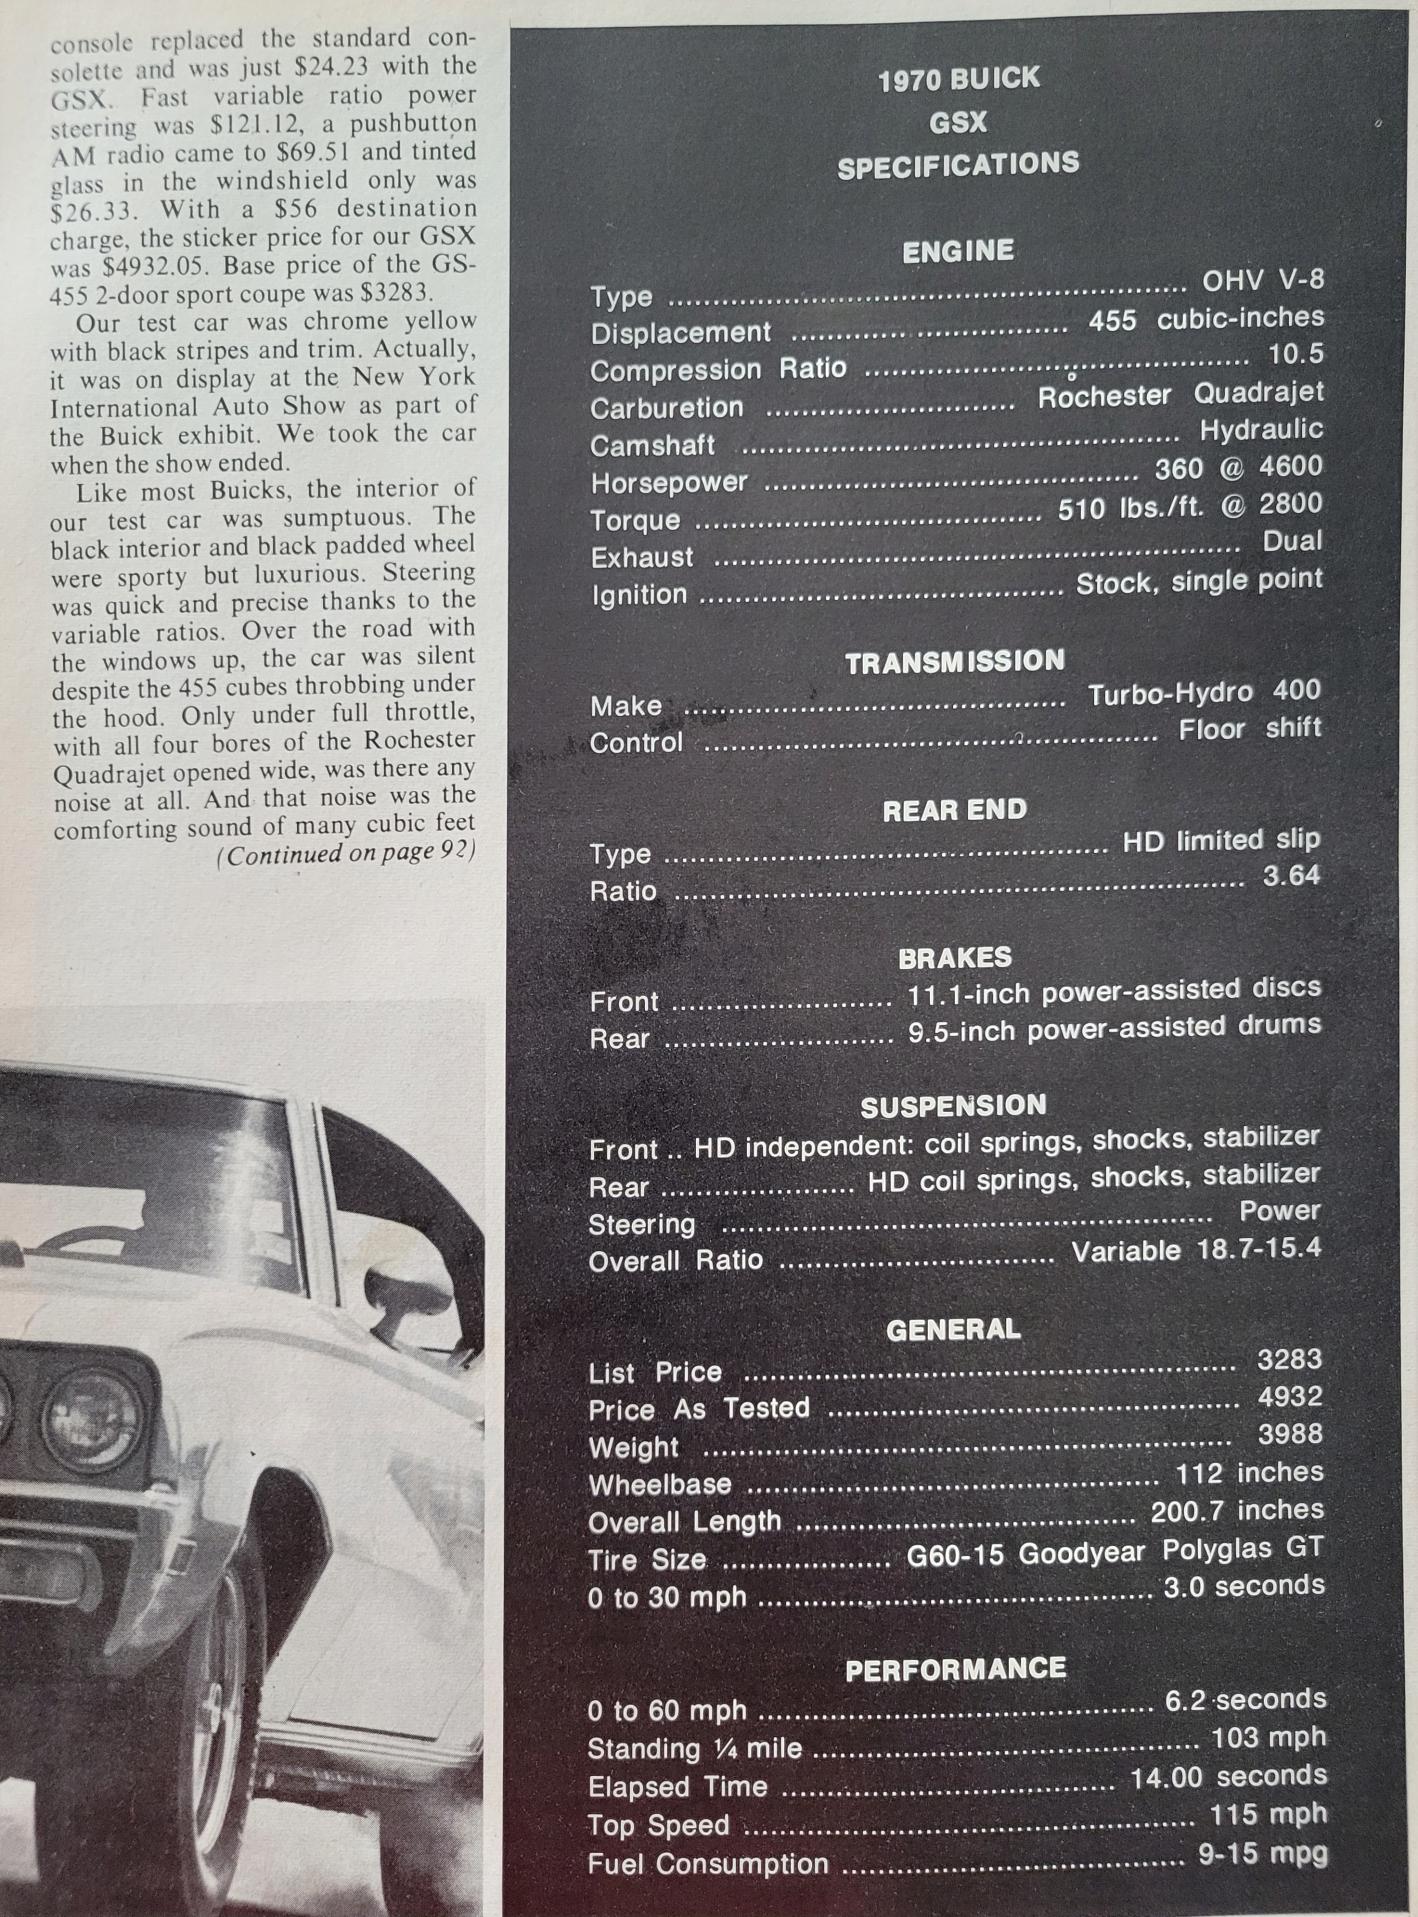 console replaced the standard con-
solette and was just $24.23 with the
GSX. Fast variable ratio power
steering was $121.12, a pushbutton
AM radio came to $69.51 and tinted
glass in the windshield only was
$26.33. With a $56 destination
charge, the sticker price for our GSX
was $4932.05. Base price of the GS-
455 2-door sport coupe was $3283.
Our test car was chrome yellow
with black stripes and trim. Actually,
it was on display at the New York
International Auto Show as part of
the Buick exhibit. We took the car
when the show ended.
Like most Buicks, the interior of
our test car was sumptuous. The
black interior and black padded wheel
were sporty but luxurious. Steering
was quick and precise thanks to the
variable ratios. Over the road with
the windows up, the car was silent
despite the 455 cubes throbbing under
the hood. Only under full throttle,
with all four bores of the Rochester
Quadrajet opened wide, was there any
noise at all. And that noise was the
comforting sound of many cubic feet
(Continued on page 92)
1970 BUICK
GSX
SPECIFICATIONS
ENGINE
Type ........ OHV V-8
Displacement ........ 455 cubic-inches
Compression Ratio ........ 10.5
Carburetion ........ Rochester Quadrajet
Camshaft ........ Hydraulic
Horsepower ........ 360 @ 4600
Torque ........ 510 lbs./ft. @ 2800
Exhaust ........ Dual
Ignition ........ Stock, single point
TRANSMISSION
Make ........ Turbo-Hydro 400
Control ........ Floor shift
REAR END
Type ........ HD limited slip
Ratio ........ 3.64
BRAKES
Front ........ 11.1-inch power-assisted discs
Rear ........ 9.5-inch power-assisted drums
SUSPENSION
Front .. HD independent: coil springs, shocks, stabilizer
Rear ........ HD coil springs, shocks, stabilizer
Steering ........ Power
Overall Ratio ........ Variable 18.7-15.4
GENERAL
List Price ........ 3283
Price As Tested ........ 4932
Weight ........ 3988
Wheelbase ........ 112 inches
Overall Length ........ 200.7 inches
Tire Size ........ G60-15 Goodyear Polyglas GT
0 to 30 mph ........ 3.0 seconds
PERFORMANCE
0 to 60 mph ........ 6.2 seconds
Standing ¼ mile ........ 103 mph
Elapsed Time ........ 14.00 seconds
Top Speed ........ 115 mph
Fuel Consumption ........ 9-15 mpg